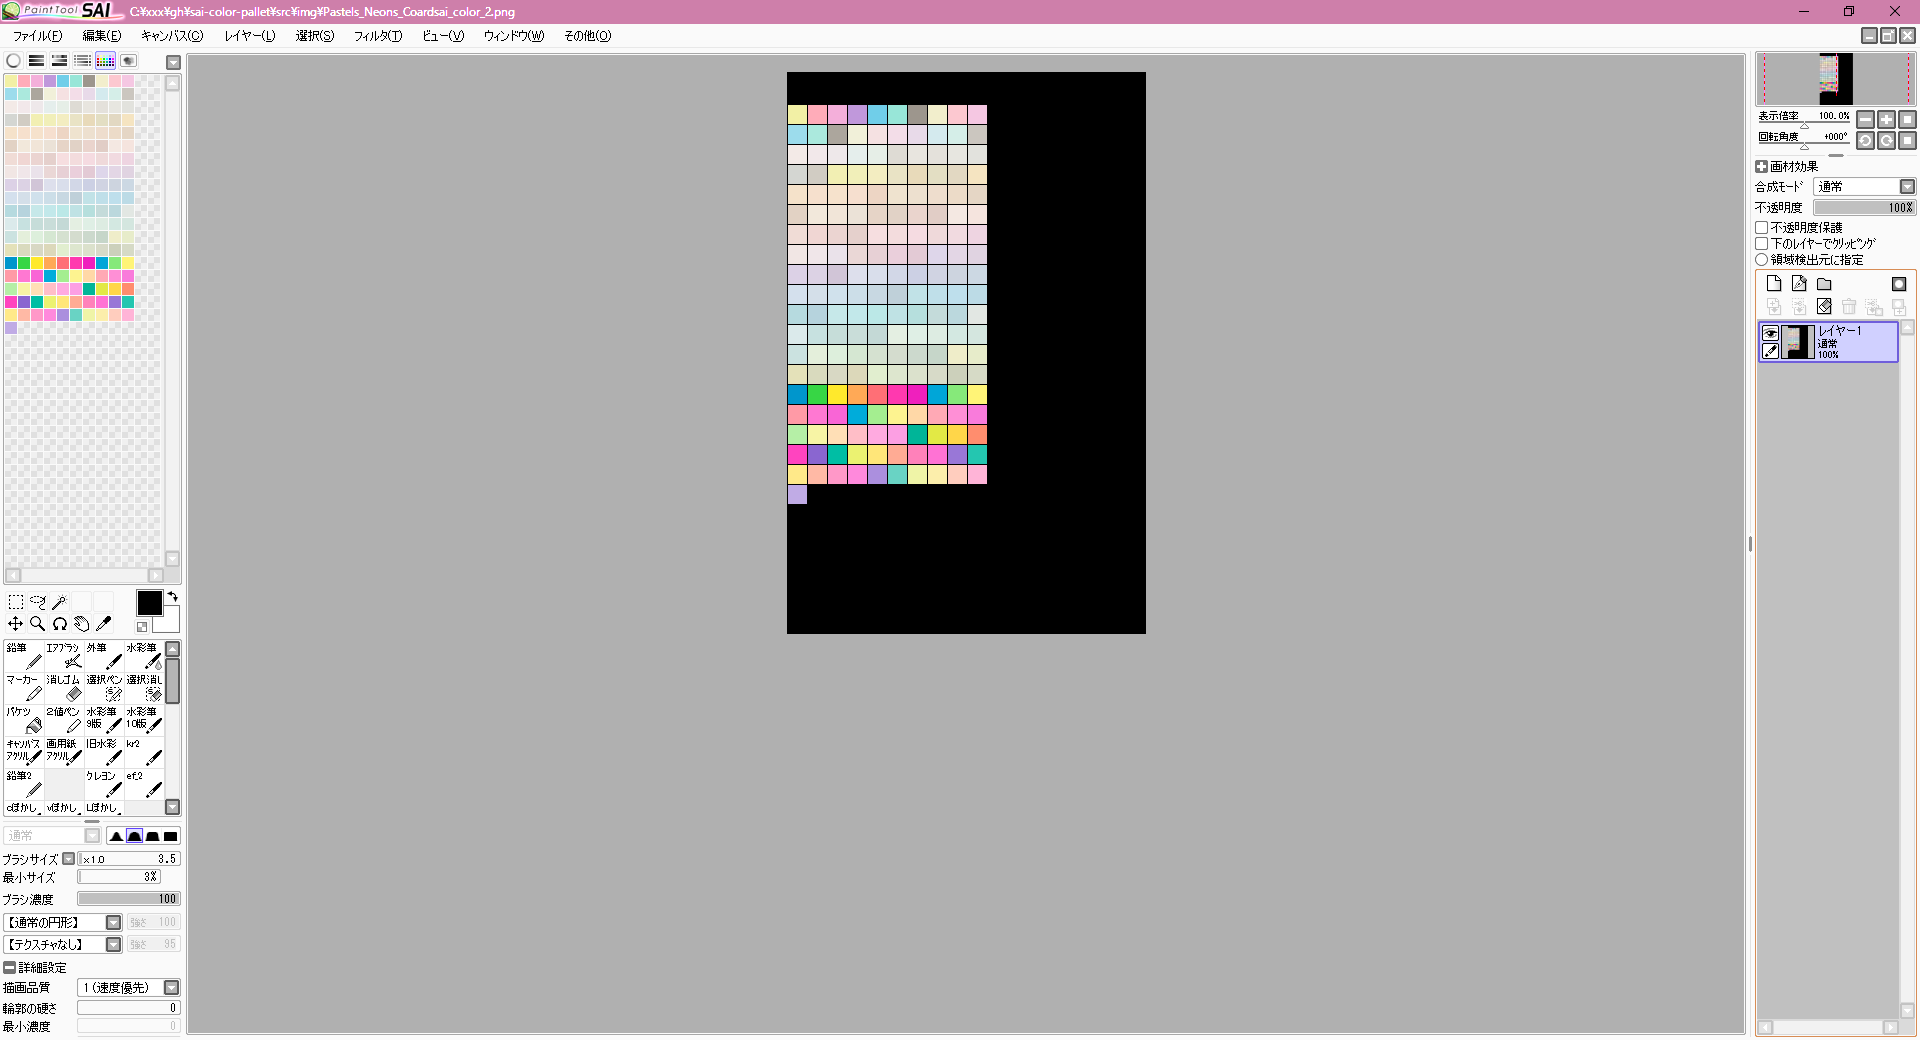 PaintTool SAI C:¥xxx¥gh¥sai-color-pallet¥src¥img¥Pastels_Neons_Coardsai_color_2.png
ファイル(F) 編集(E) キャンバス(C) レイヤー(L) 選択(S) フィルタ(T) ビュー(V) ウィンドウ(W) その他(O)
表示倍率 100.0%
回転角度 +000°
画材効果
合成モード 通常
不透明度 100%
不透明度保護
下のレイヤーでクリッピング
領域検出元に指定
レイヤー1
通常
100%
鉛筆 エアブラシ 外筆 水彩筆
マーカー 消しゴム 選択ペン 選択消し
バケツ 2値ペン 水彩筆 9版 水彩筆 10版
キャンバス アクリル 画用紙 アクリル 旧水彩 kr2
鉛筆2 クレヨン ef_2
cぼかし vぼかし Lぼかし
通常
ブラシサイズ x1.0 3.5
最小サイズ 3%
ブラシ濃度 100
【通常の円形】 強さ 100
【テクスチャなし】 強さ 95
詳細設定
描画品質 1 (速度優先)
輪郭の硬さ 0
最小濃度 0